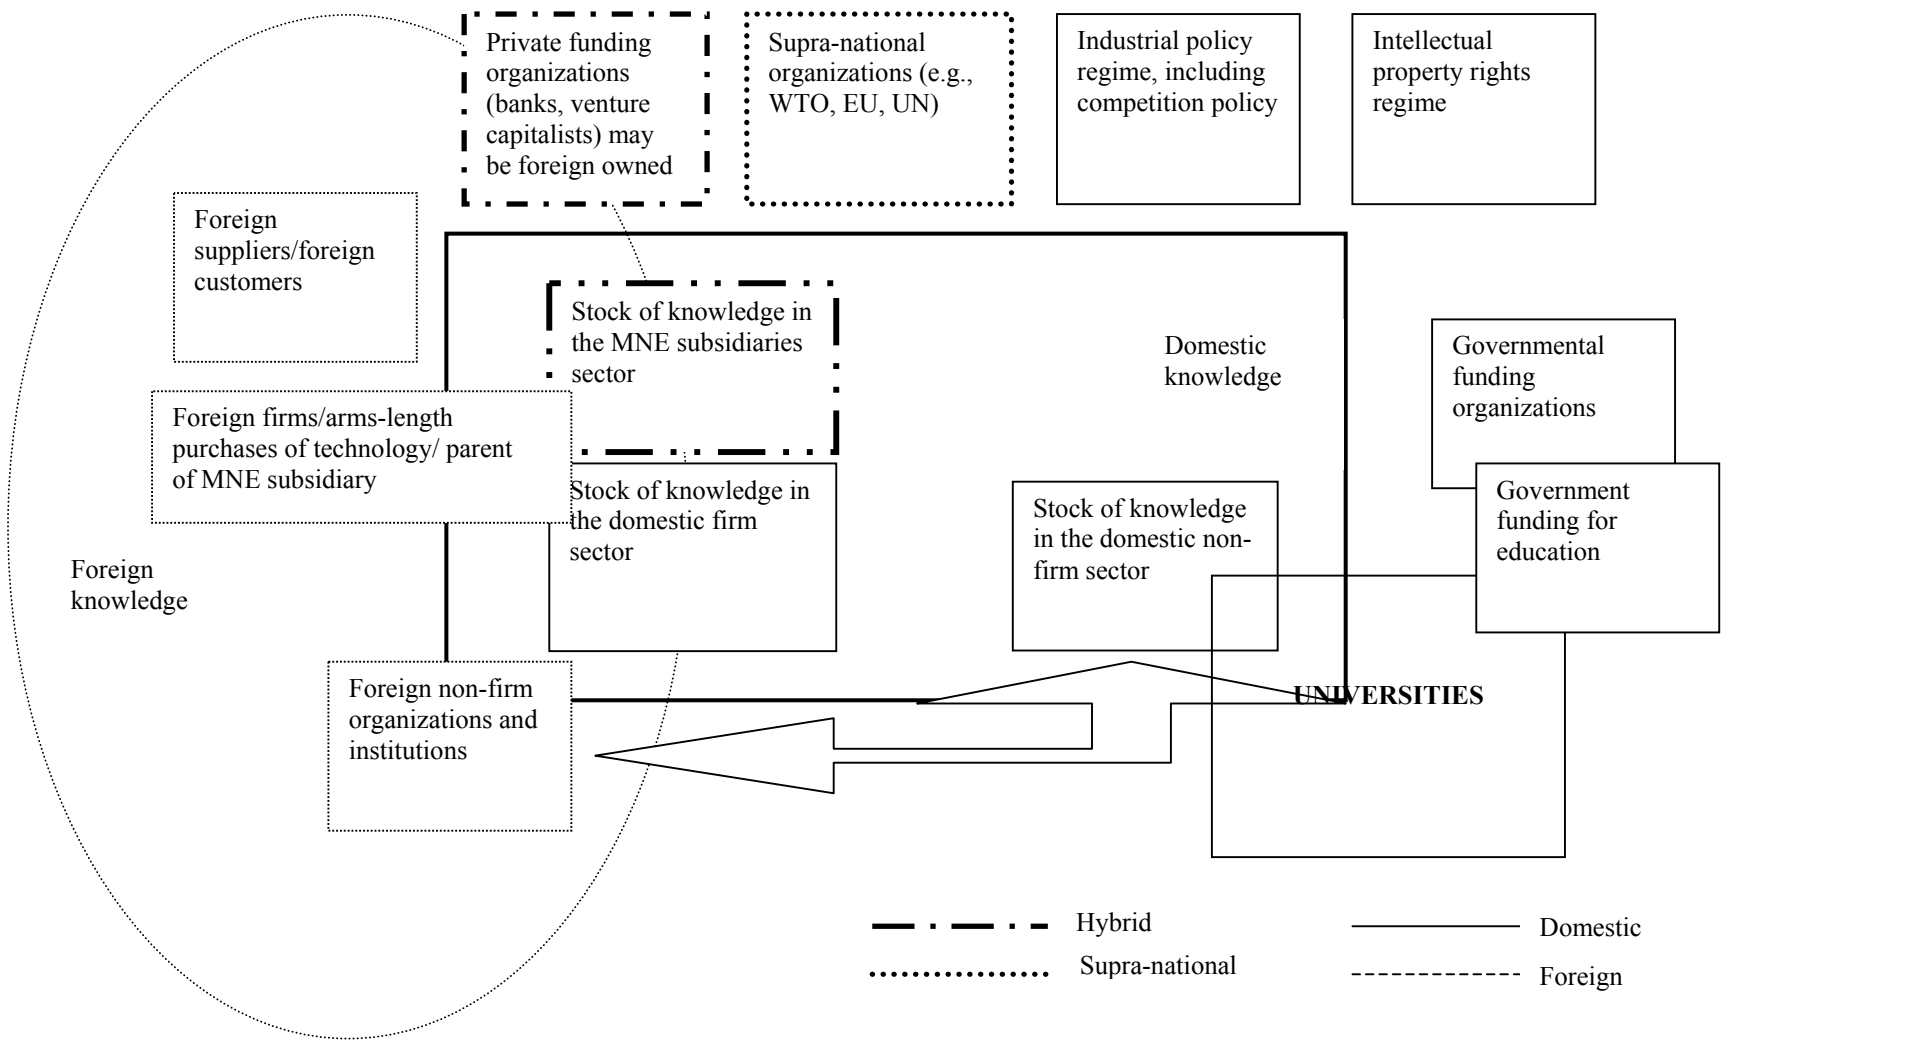 Private funding
organizations
(banks, venture
capitalists) may
be foreign owned
Supra-national
organizations (e.g.,
WTO, EU, UN)
Industrial policy
regime, including
competition policy
Intellectual
property rights
regime
Foreign
suppliers/foreign
customers
Stock of knowledge in
the MNE subsidiaries
sector
Domestic
knowledge
Governmental
funding
organizations
Foreign firms/arms-length
purchases of technology/ parent
of MNE subsidiary
Stock of knowledge in
the domestic firm
sector
Stock of knowledge
in the domestic non-
firm sector
Government
funding for
education
Foreign
knowledge
Foreign non-firm
organizations and
institutions
UNIVERSITIES
Hybrid
Domestic
Supra-national
Foreign